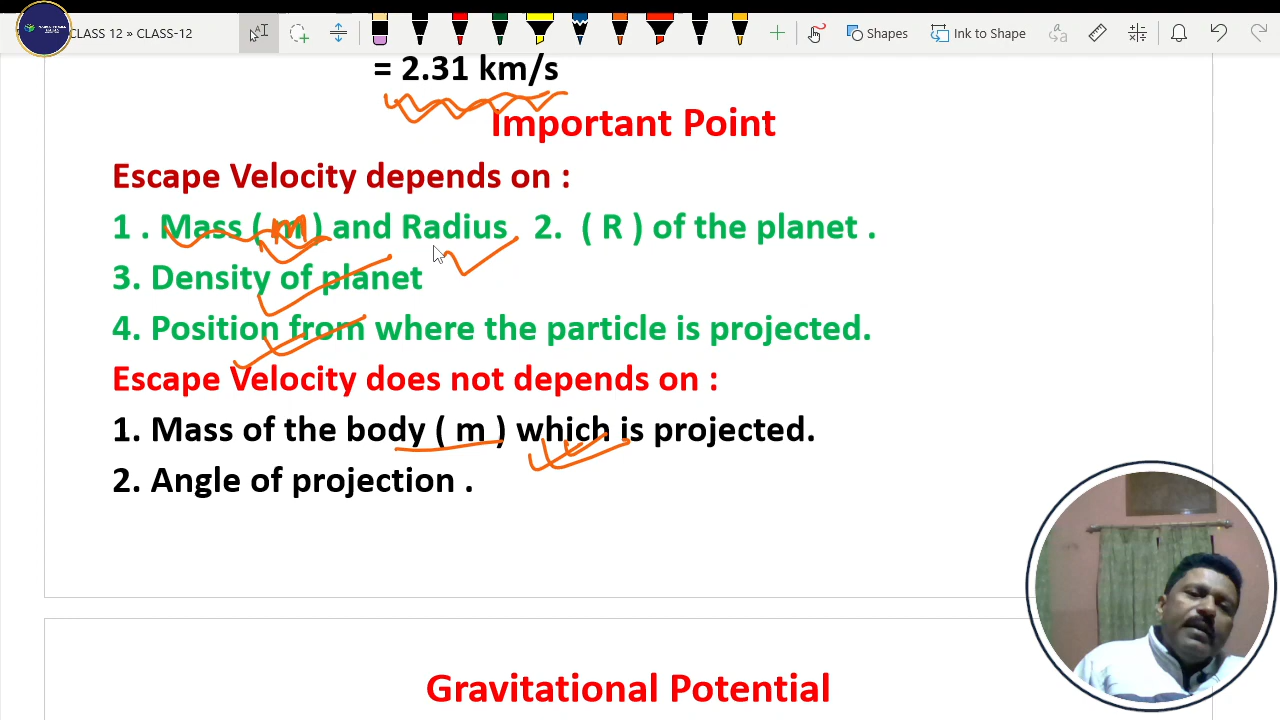 CLASS 12 » CLASS-12
Shapes
Ink to Shape
= 2.31 km/s
Important Point
Escape Velocity depends on :
1 . Mass ( m ) and Radius 2. ( R ) of the planet .
3. Density of planet
4. Position from where the particle is projected.
Escape Velocity does not depends on :
1. Mass of the body ( m ) which is projected.
2. Angle of projection .
Gravitational Potential